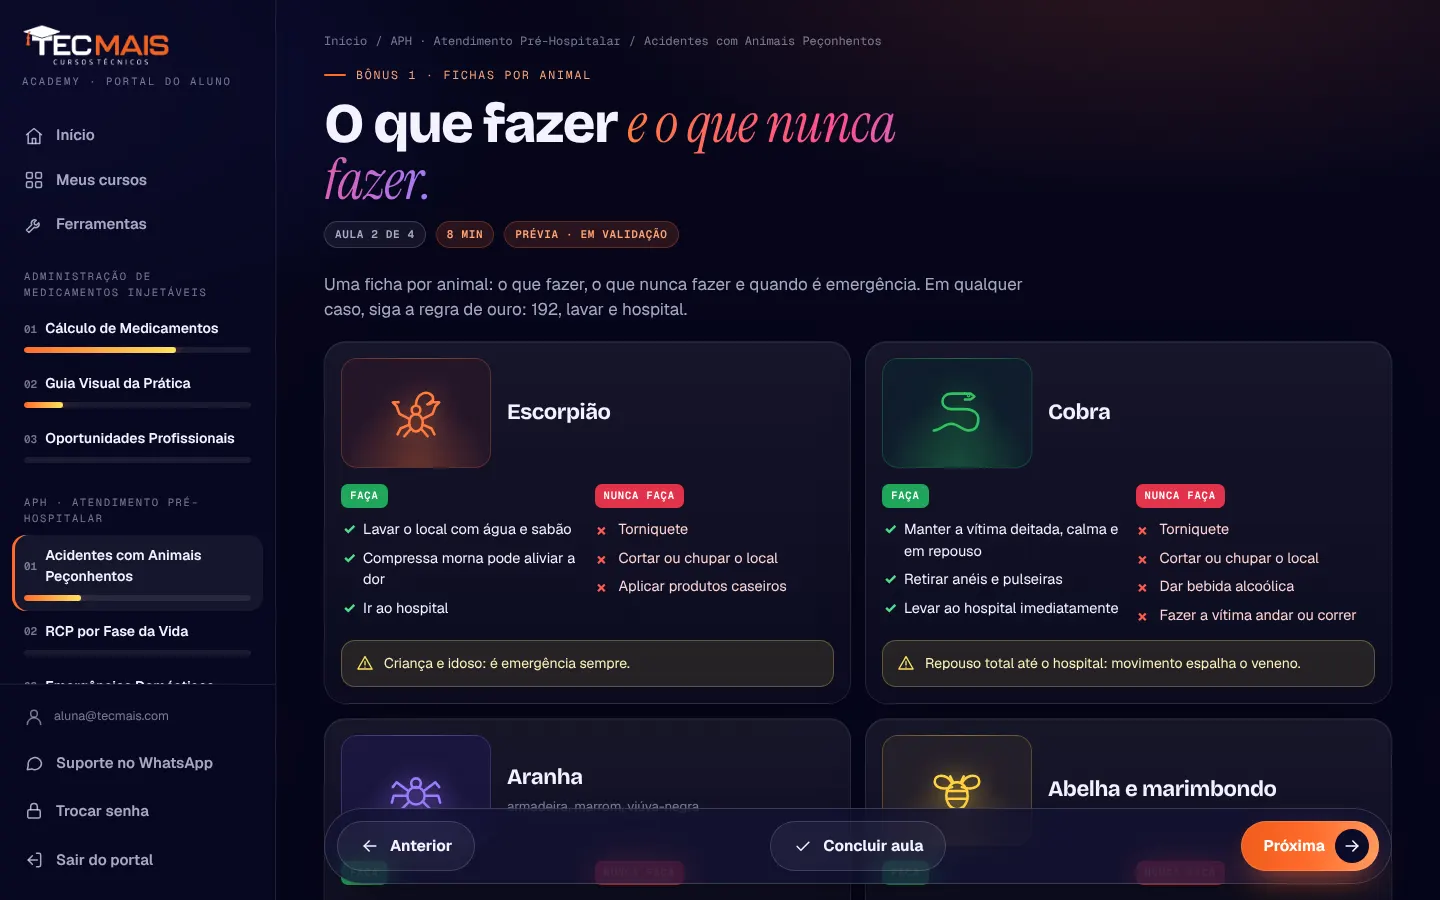 TECMAIS
CURSOS TÉCNICOS
ACADEMY · PORTAL DO ALUNO
Início
Meus cursos
Ferramentas
ADMINISTRAÇÃO DE
MEDICAMENTOS INJETÁVEIS
01 Cálculo de Medicamentos
02 Guia Visual da Prática
03 Oportunidades Profissionais
APH · ATENDIMENTO PRÉ-
HOSPITALAR
01 Acidentes com Animais
Peçonhentos
02 RCP por Fase da Vida
aluna@tecmais.com
Suporte no WhatsApp
Trocar senha
Sair do portal
Início / APH · Atendimento Pré-Hospitalar / Acidentes com Animais Peçonhentos
BÔNUS 1 · FICHAS POR ANIMAL
O que fazer e o que nunca
fazer.
AULA 2 DE 4
8 MIN
PRÉVIA · EM VALIDAÇÃO
Uma ficha por animal: o que fazer, o que nunca fazer e quando é emergência. Em qualquer
caso, siga a regra de ouro: 192, lavar e hospital.
Escorpião
FAÇA
Lavar o local com água e sabão
Compressa morna pode aliviar a
dor
Ir ao hospital
NUNCA FAÇA
Torniquete
Cortar ou chupar o local
Aplicar produtos caseiros
Criança e idoso: é emergência sempre.
Cobra
FAÇA
Manter a vítima deitada, calma e
em repouso
Retirar anéis e pulseiras
Levar ao hospital imediatamente
NUNCA FAÇA
Torniquete
Cortar ou chupar o local
Dar bebida alcoólica
Fazer a vítima andar ou correr
Repouso total até o hospital: movimento espalha o veneno.
Aranha
armadeira, marrom, viúva-negra
Abelha e marimbondo
Anterior
Concluir aula
Próxima